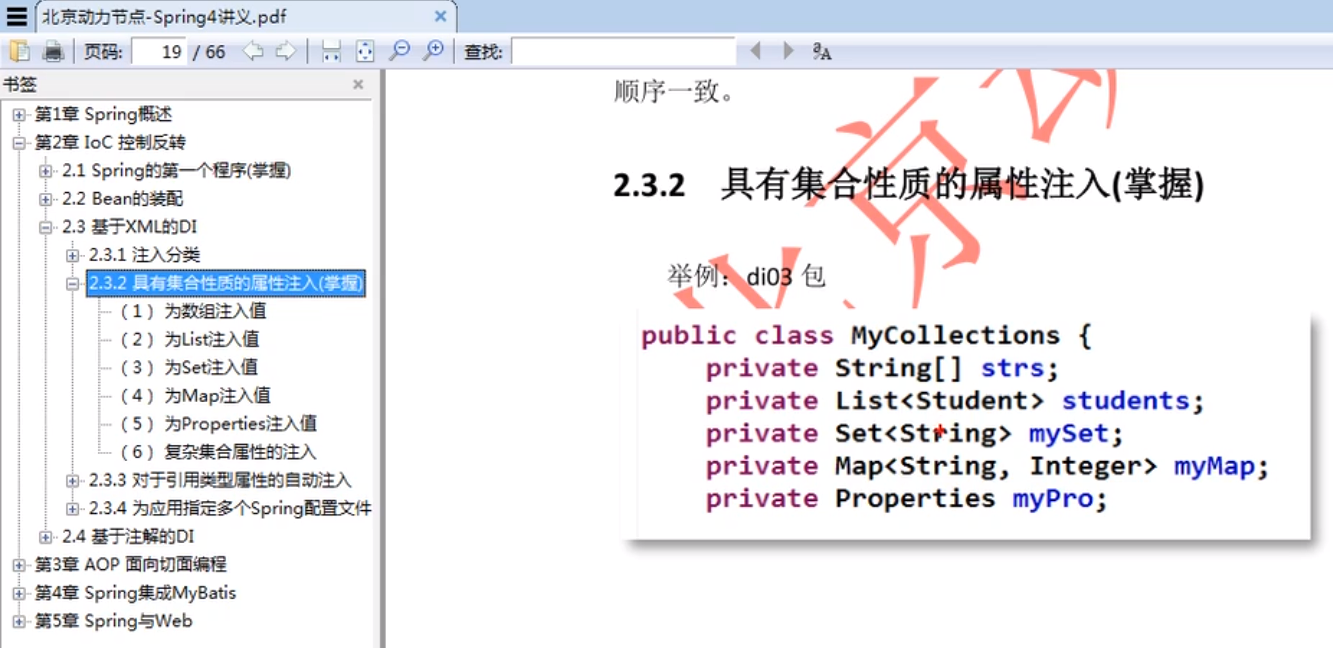 北京动力节点-Spring4讲义.pdf
页码: 19 / 66 查找:
书签
第1章 Spring概述
第2章 IoC 控制反转
2.1 Spring的第一个程序(掌握)
2.2 Bean的装配
2.3 基于XML的DI
2.3.1 注入分类
2.3.2 具有集合性质的属性注入(掌握)
（1）为数组注入值
（2）为List注入值
（3）为Set注入值
（4）为Map注入值
（5）为Properties注入值
（6）复杂集合属性的注入
2.3.3 对于引用类型属性的自动注入
2.3.4 为应用指定多个Spring配置文件
2.4 基于注解的DI
第3章 AOP 面向切面编程
第4章 Spring集成MyBatis
第5章 Spring与Web
顺序一致。
2.3.2 具有集合性质的属性注入(掌握)
举例：di03 包
public class MyCollections {
private String[] strs;
private List<Student> students;
private Set<String> mySet;
private Map<String, Integer> myMap;
private Properties myPro;